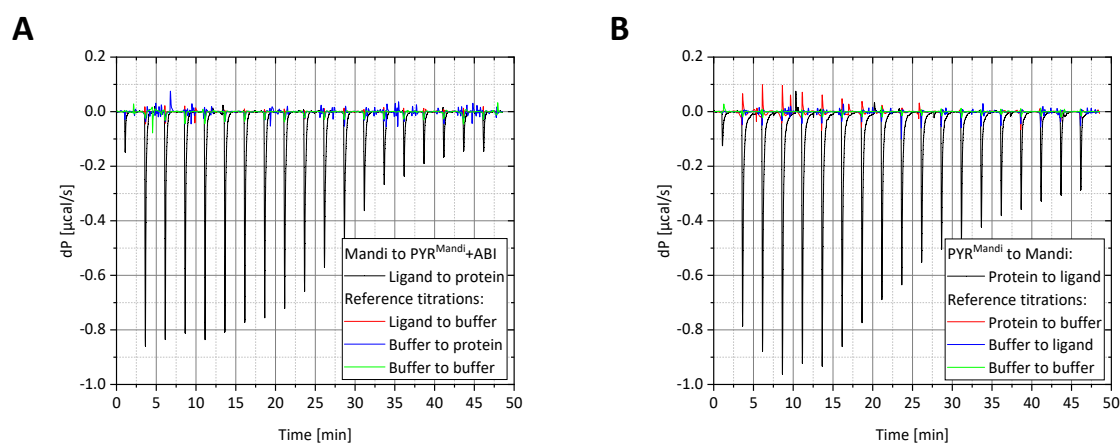 A
0.2
0.0
-0.2
-0.4
-0.6
-0.8
-1.0
dP [µcal/s]
0 5 10 15 20 25 30 35 40 45 50
Time [min]
Mandi to PYRMandi+ABI
Ligand to protein
Reference titrations:
Ligand to buffer
Buffer to protein
Buffer to buffer
B
0.2
0.0
-0.2
-0.4
-0.6
-0.8
-1.0
dP [µcal/s]
0 5 10 15 20 25 30 35 40 45 50
Time [min]
PYRMandi to Mandi:
Protein to ligand
Reference titrations:
Protein to buffer
Buffer to ligand
Buffer to buffer